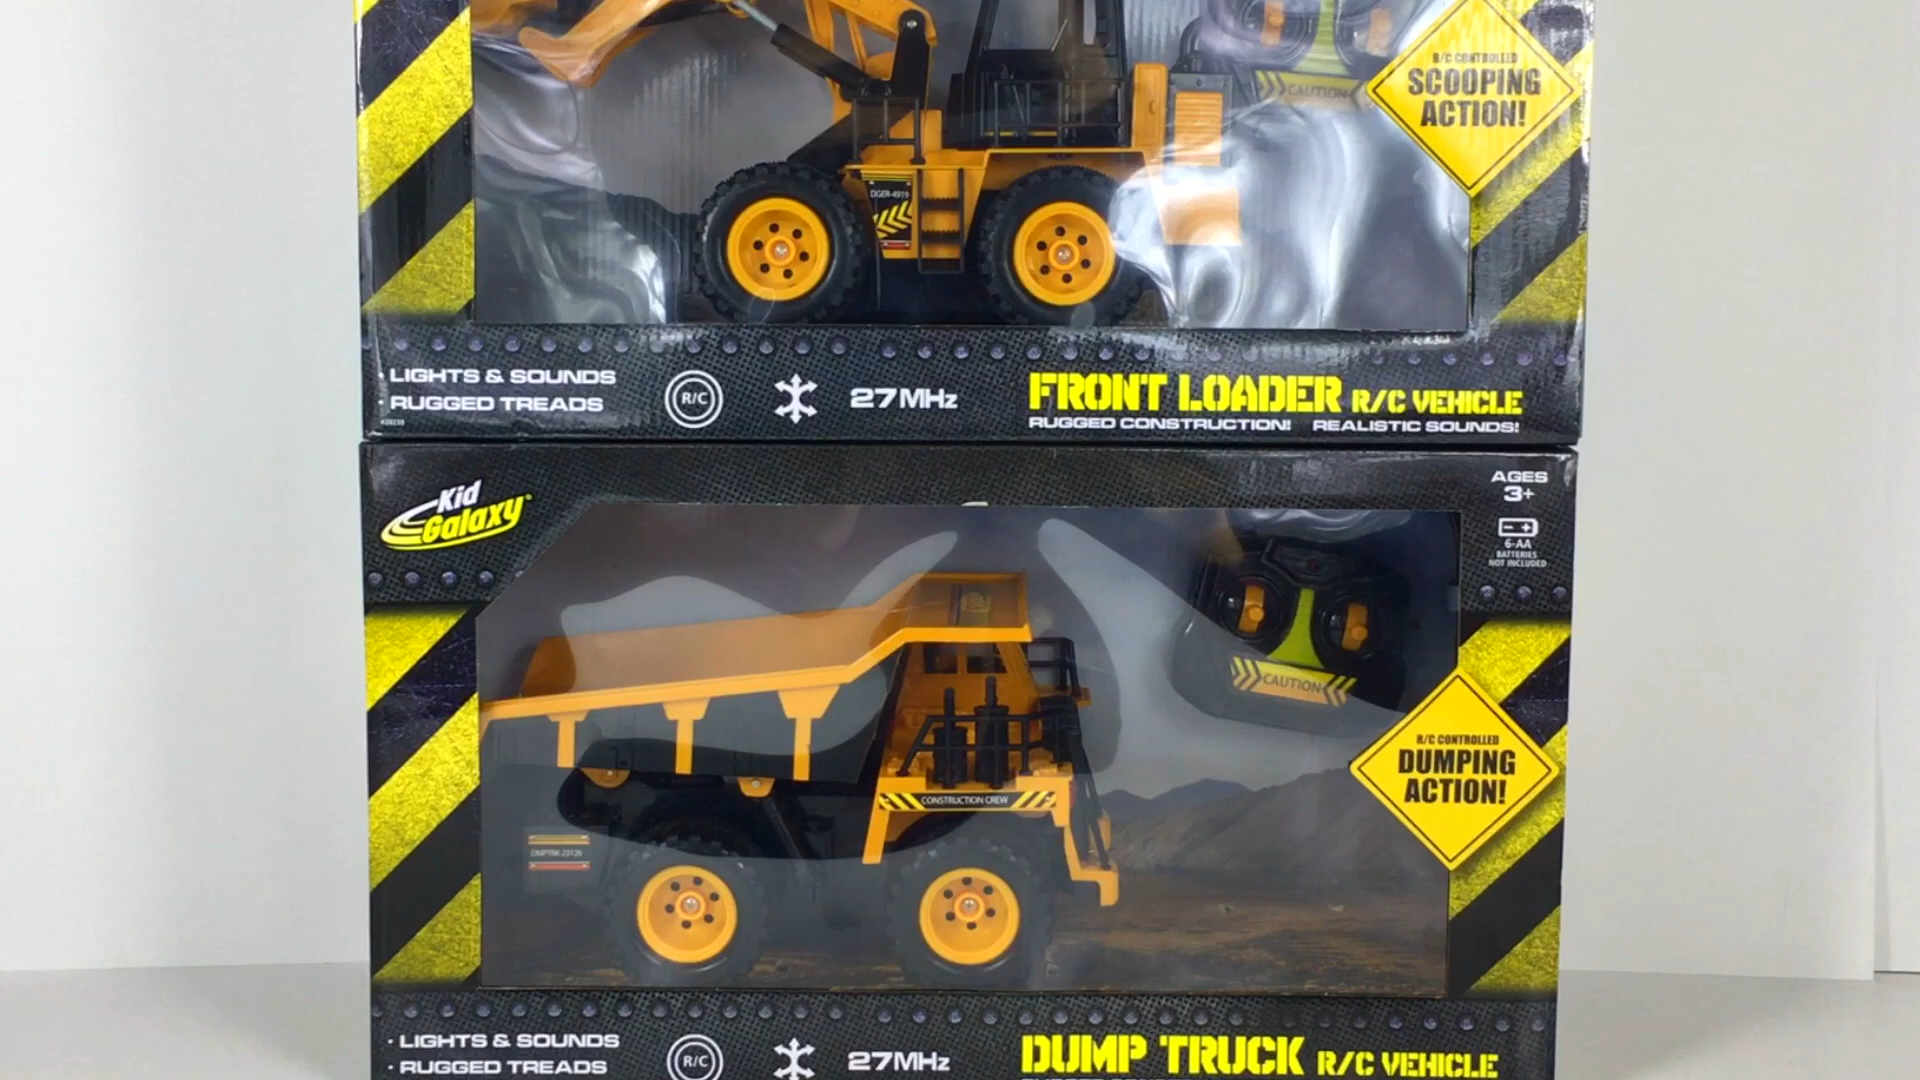 R/C CONTROLLED
SCOOPING
ACTION!
CAUTION
DGER-4919
· LIGHTS & SOUNDS
· RUGGED TREADS
R/C
27MHz
FRONT LOADER R/C VEHICLE
RUGGED CONSTRUCTION! REALISTIC SOUNDS!
Kid
Galaxy
AGES
3+
6-AA
BATTERIES
NOT INCLUDED
CAUTION
R/C CONTROLLED
DUMPING
ACTION!
CONSTRUCTION CREW
· LIGHTS & SOUNDS
· RUGGED TREADS
R/C
27MHz
DUMP TRUCK R/C VEHICLE